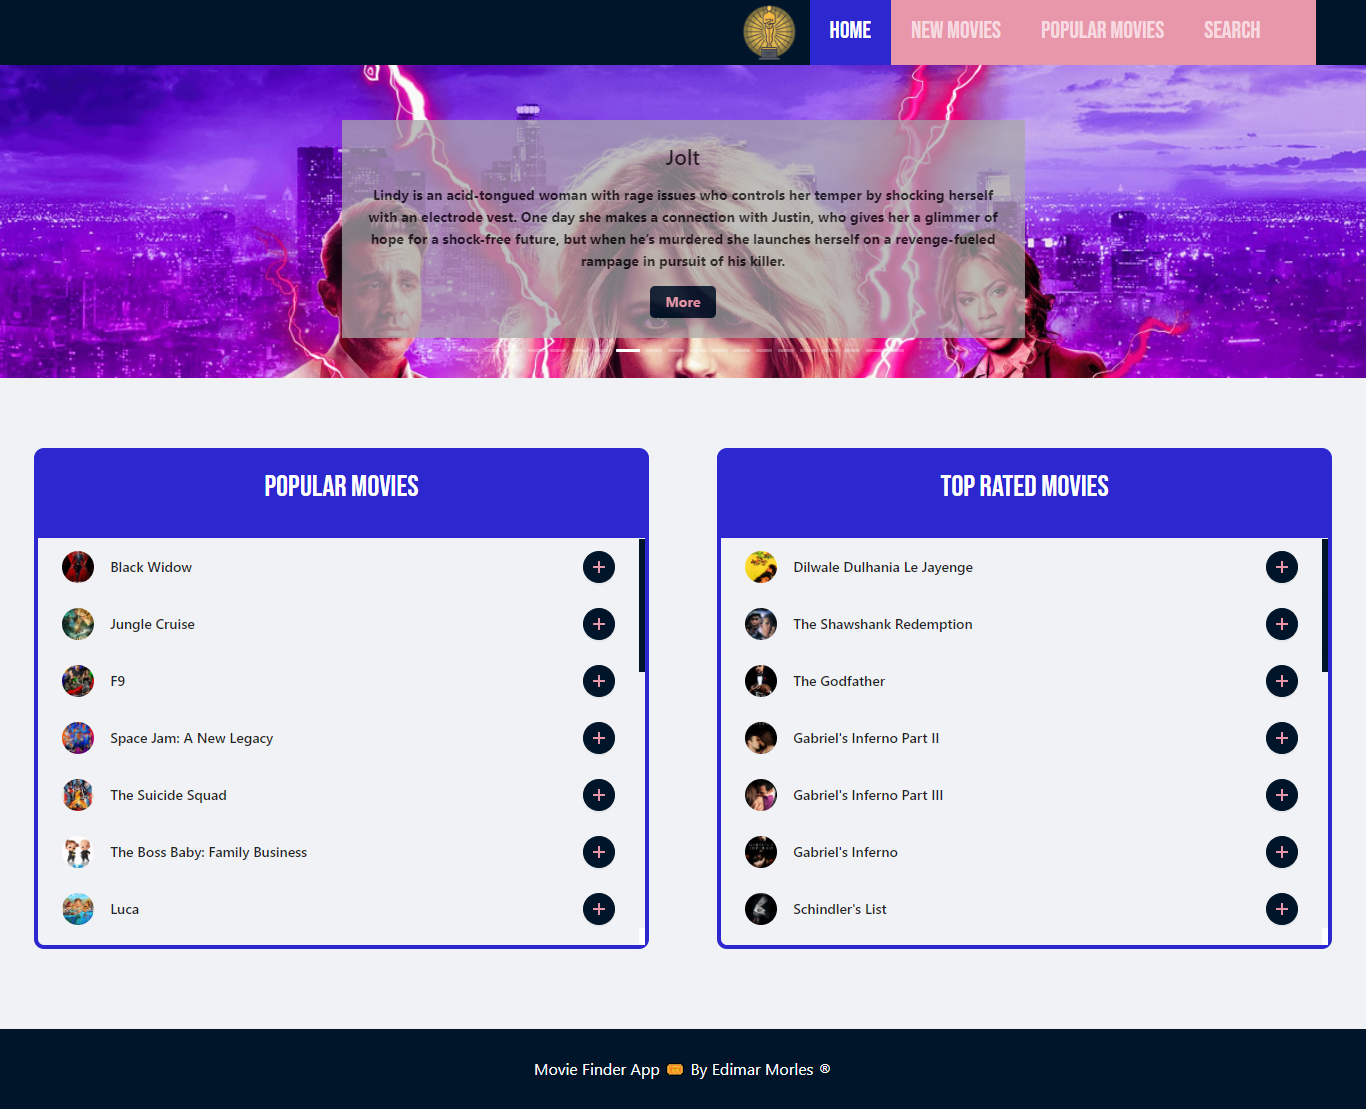 HOME NEW MOVIES POPULAR MOVIES SEARCH
Jolt
Lindy is an acid-tongued woman with rage issues who controls her temper by shocking herself
with an electrode vest. One day she makes a connection with Justin, who gives her a glimmer of
hope for a shock-free future, but when he's murdered she launches herself on a revenge-fueled
rampage in pursuit of his killer.
More
POPULAR MOVIES
Black Widow
Jungle Cruise
F9
Space Jam: A New Legacy
The Suicide Squad
The Boss Baby: Family Business
Luca
TOP RATED MOVIES
Dilwale Dulhania Le Jayenge
The Shawshank Redemption
The Godfather
Gabriel's Inferno Part II
Gabriel's Inferno Part III
Gabriel's Inferno
Schindler's List
Movie Finder App 🎟️ By Edimar Morles ®